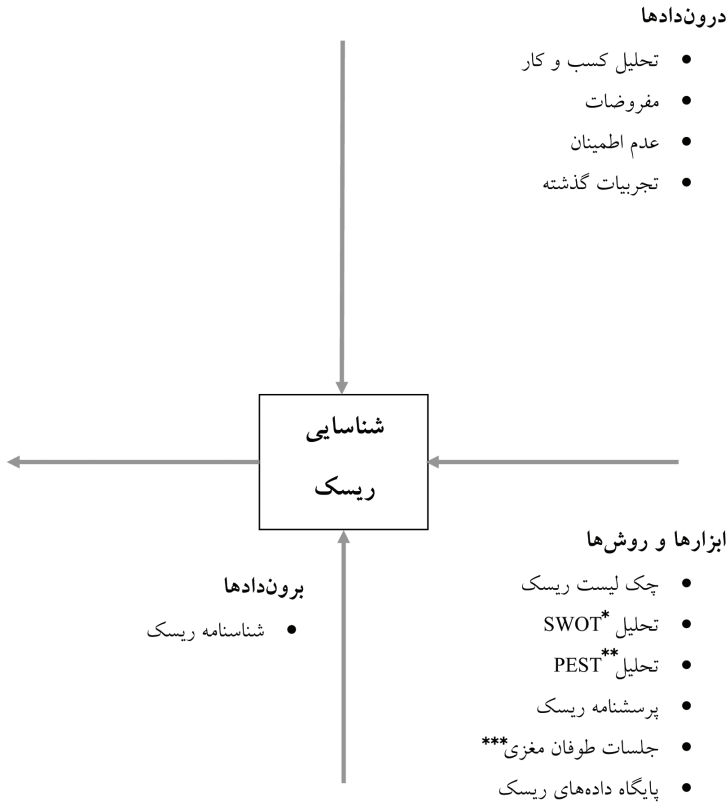 درون‌دادها
• تحلیل کسب و کار
• مفروضات
• عدم اطمینان
• تجربیات گذشته
شناسایی
ریسک
ابزارها و روش‌ها
• چک لیست ریسک
• تحلیل SWOT*
• تحلیل PEST**
• پرسشنامه ریسک
• جلسات طوفان مغزی***
• پایگاه داده‌های ریسک
برون‌دادها
• شناسنامه ریسک